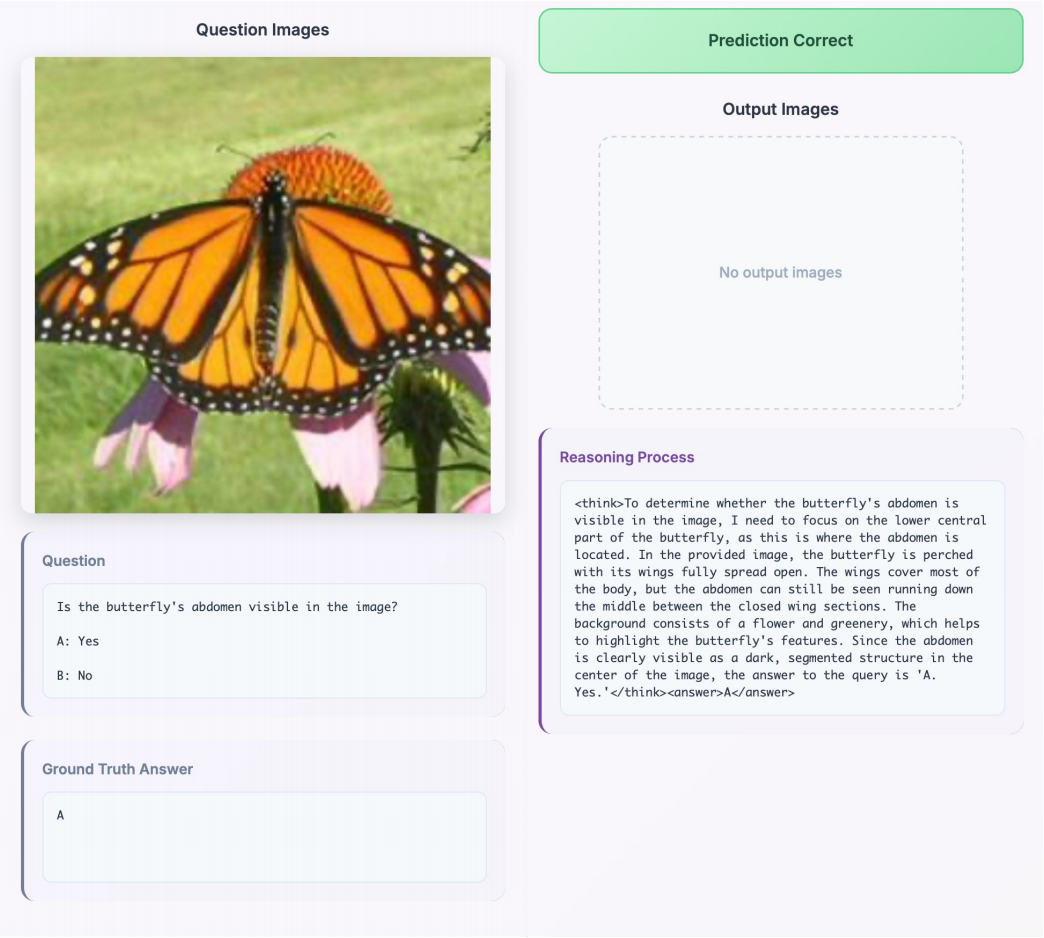 Question Images
Is the butterfly's abdomen visible in the image?
A: Yes
B: No
Ground Truth Answer
A
Prediction Correct
Output Images
No output images
Reasoning Process
<think>To determine whether the butterfly's abdomen is
visible in the image, I need to focus on the lower central
part of the butterfly, as this is where the abdomen is
located. In the provided image, the butterfly is perched
with its wings fully spread open. The wings cover most of
the body, but the abdomen can still be seen running down
the middle between the closed wing sections. The
background consists of a flower and greenery, which helps
to highlight the butterfly's features. Since the abdomen
is clearly visible as a dark, segmented structure in the
center of the image, the answer to the query is 'A.
Yes.'</think><answer>A</answer>